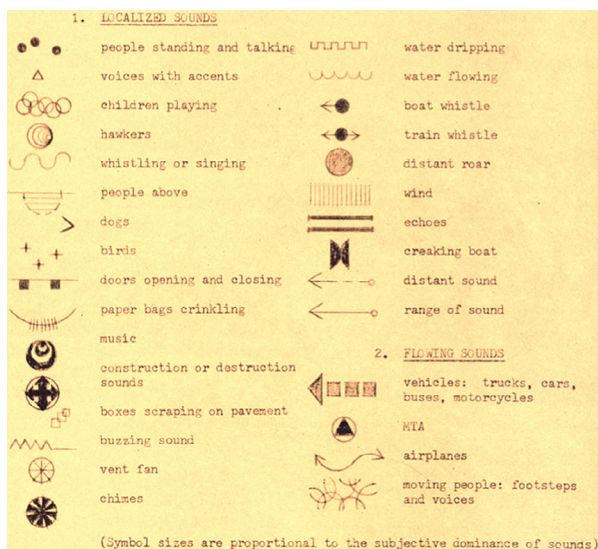 1. LOCALIZED SOUNDS
people standing and talking
voices with accents
children playing
hawkers
whistling or singing
people above
dogs
birds
doors opening and closing
paper bags crinkling
music
construction or destruction
sounds
boxes scraping on pavement
buzzing sound
vent fan
chimes
water dripping
water flowing
boat whistle
train whistle
distant roar
wind
echoes
creaking boat
distant sound
range of sound
2. FLOWING SOUNDS
vehicles: trucks, cars,
buses, motorcycles
MTA
airplanes
moving people: footsteps
and voices
(Symbol sizes are proportional to the subjective dominance of sounds)